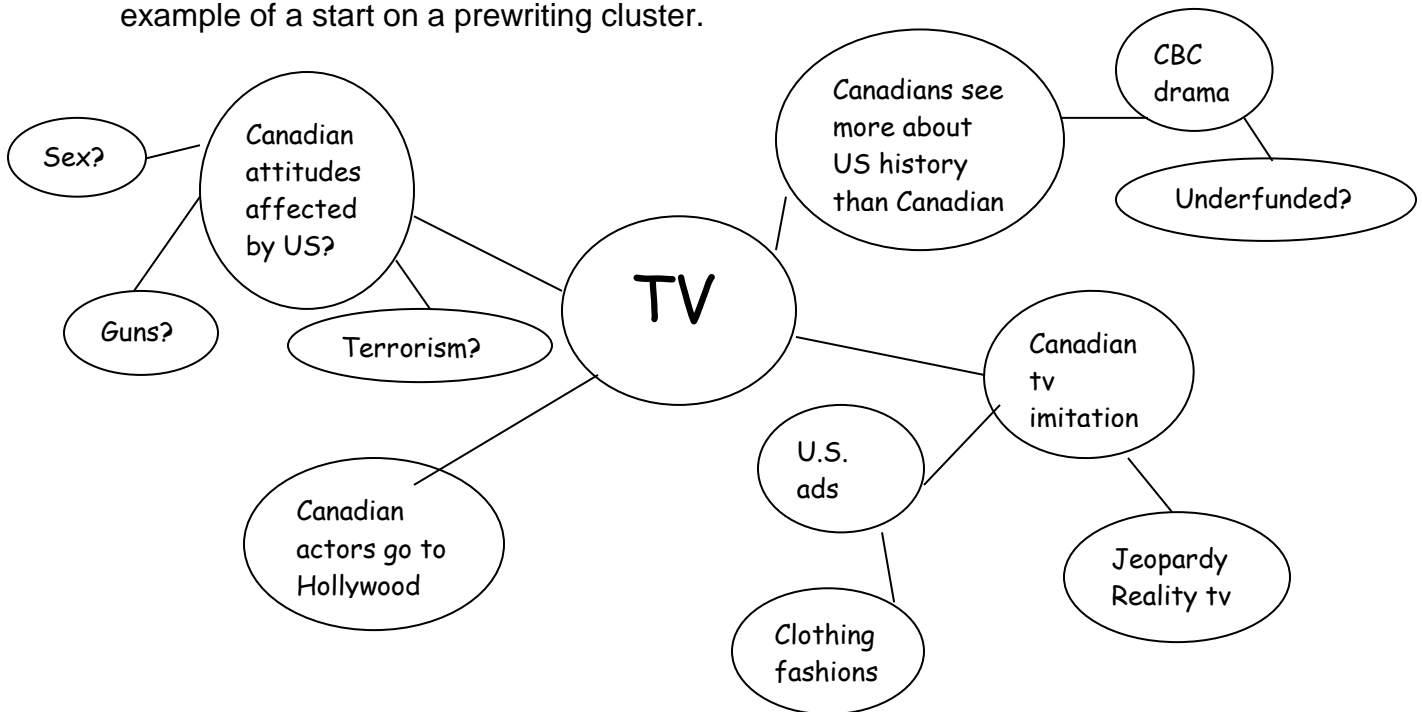 example of a start on a prewriting cluster.
Sex?
Canadian
attitudes
affected
by US?
Guns?
Terrorism?
TV
Canadians see
more about
US history
than Canadian
CBC
drama
Underfunded?
Canadian
tv
imitation
U.S.
ads
Jeopardy
Reality tv
Clothing
fashions
Canadian
actors go to
Hollywood